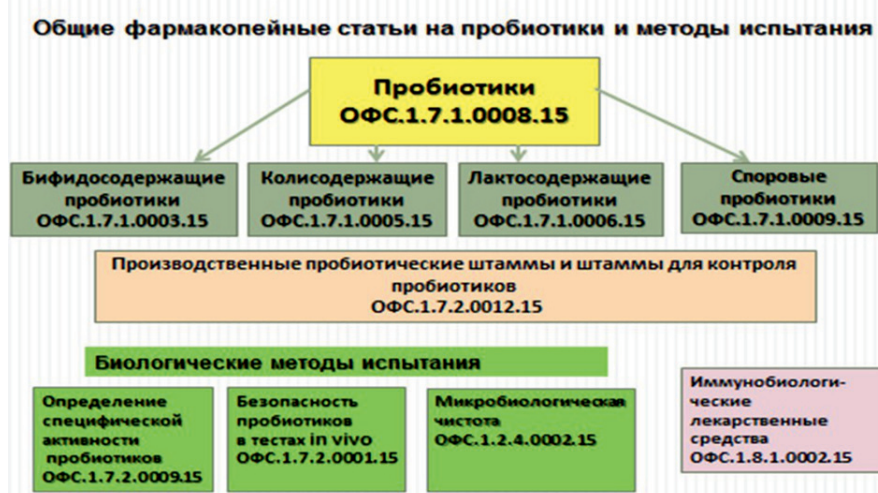 Общие фармакопейные статьи на пробиотики и методы испытания
Пробиотики
ОФС.1.7.1.0008.15
Бифидосодержащие
пробиотики
ОФС.1.7.1.0003.15
Колисодержащие
пробиотики
ОФС.1.7.1.0005.15
Лактосодержащие
пробиотики
ОФС.1.7.1.0006.15
Споровые
пробиотики
ОФС.1.7.1.0009.15
Производственные пробиотические штаммы и штаммы для контроля
пробиотиков
ОФС.1.7.2.0012.15
Биологические методы испытания
Определение
специфической
активности
пробиотиков
ОФС.1.7.2.0009.15
Безопасность
пробиотиков
в тестах in vivo
ОФС.1.7.2.0001.15
Микробиологическая
чистота
ОФС.1.2.4.0002.15
Иммунобиологи-
ческие
лекарственные
средства
ОФС.1.8.1.0002.15